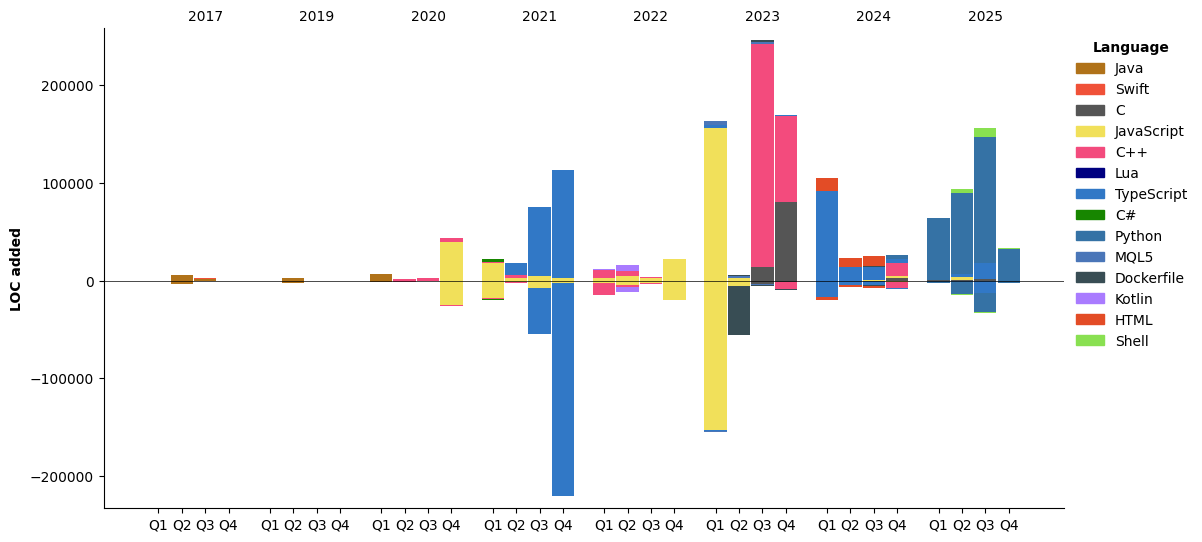 2017 2019 2020 2021 2022 2023 2024 2025
LOC added
200000
100000
0
−100000
−200000
Q1 Q2 Q3 Q4 Q1 Q2 Q3 Q4 Q1 Q2 Q3 Q4 Q1 Q2 Q3 Q4 Q1 Q2 Q3 Q4 Q1 Q2 Q3 Q4 Q1 Q2 Q3 Q4 Q1 Q2 Q3 Q4
Language
Java
Swift
C
JavaScript
C++
Lua
TypeScript
C#
Python
MQL5
Dockerfile
Kotlin
HTML
Shell